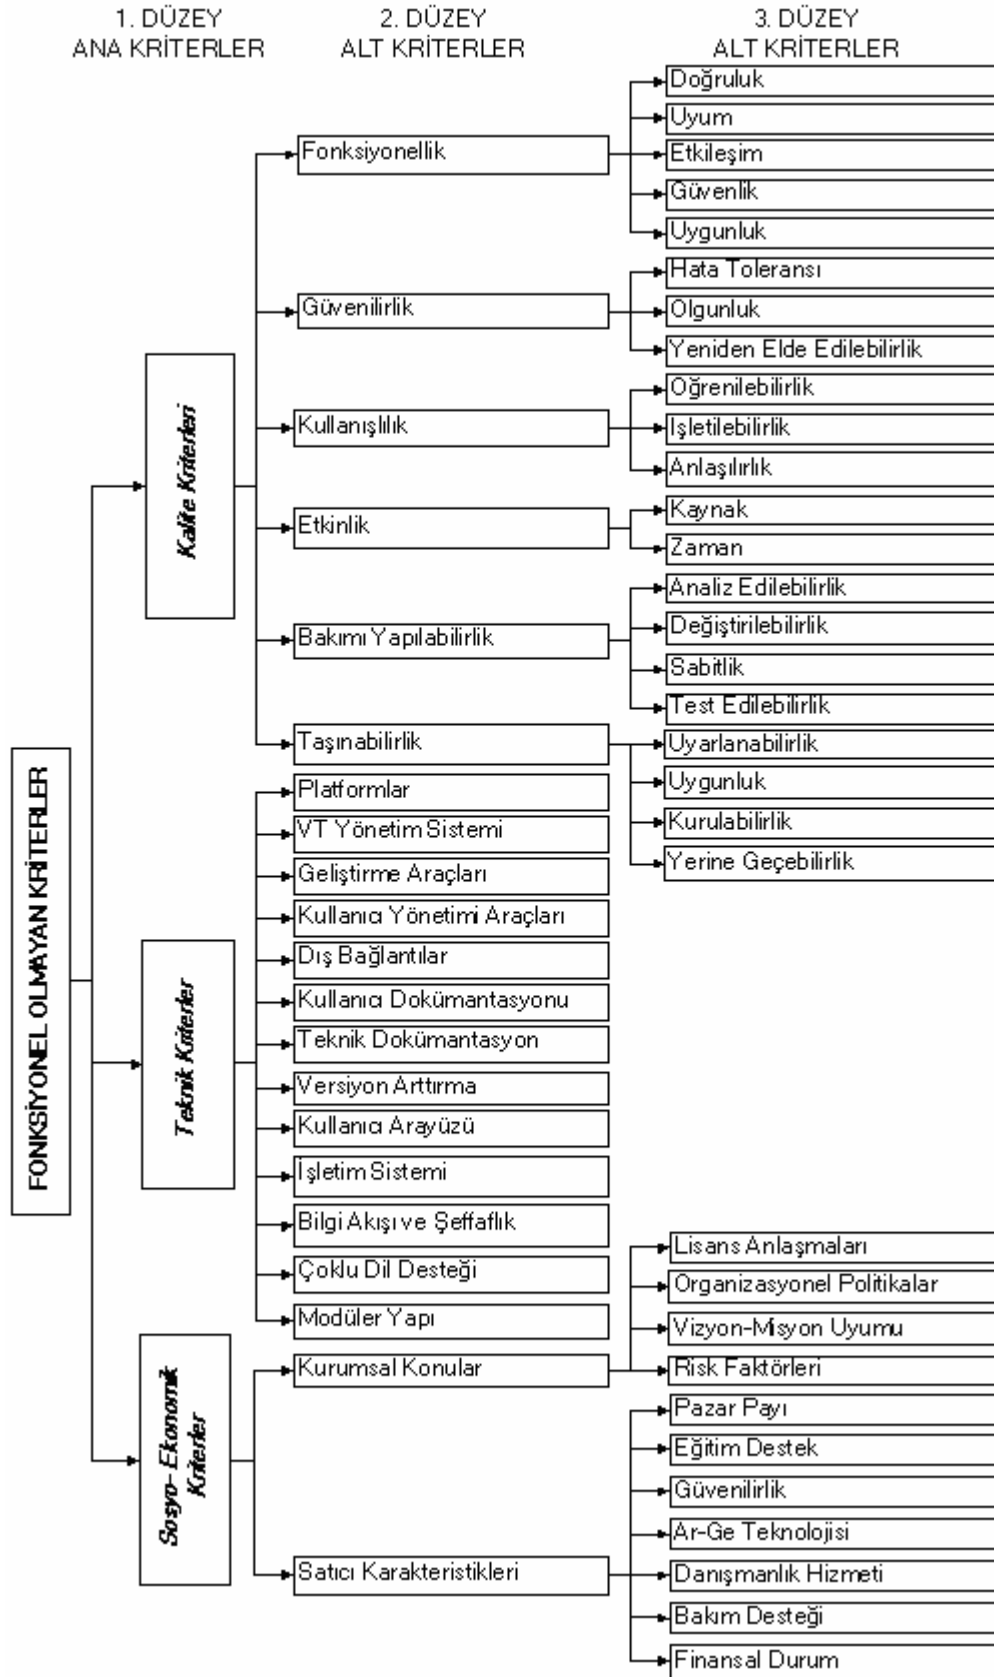 1. DÜZEY
ANA KRİTERLER
2. DÜZEY
ALT KRİTERLER
3. DÜZEY
ALT KRİTERLER
FONKSİYONEL OLMAYAN KRİTERLER
Kalite Kriterleri
Fonksiyonellik
Doğruluk
Uyum
Etkileşim
Güvenlik
Uygunluk
Güvenilirlik
Hata Toleransı
Olgunluk
Yeniden Elde Edilebilirlik
Kullanışlılık
Öğrenilebilirlik
İşletilebilirlik
Anlaşılırlık
Etkinlik
Kaynak
Zaman
Bakımı Yapılabilirlik
Analiz Edilebilirlik
Değiştirilebilirlik
Sabitlik
Test Edilebilirlik
Taşınabilirlik
Uyarlanabilirlik
Uygunluk
Kurulabilirlik
Yerine Geçebilirlik
Teknik Kriterler
Platformlar
VT Yönetim Sistemi
Geliştirme Araçları
Kullanıcı Yönetimi Araçları
Dış Bağlantılar
Kullanıcı Dokümantasyonu
Teknik Dokümantasyon
Versiyon Arttırma
Kullanıcı Arayüzü
İşletim Sistemi
Bilgi Akışı ve Şeffaflık
Çoklu Dil Desteği
Modüler Yapı
Sosyo-Ekonomik
Kriterler
Kurumsal Konular
Lisans Anlaşmaları
Organizasyonel Politikalar
Vizyon-Misyon Uyumu
Risk Faktörleri
Satıcı Karakteristikleri
Pazar Payı
Eğitim Destek
Güvenilirlik
Ar-Ge Teknolojisi
Danışmanlık Hizmeti
Bakım Desteği
Finansal Durum